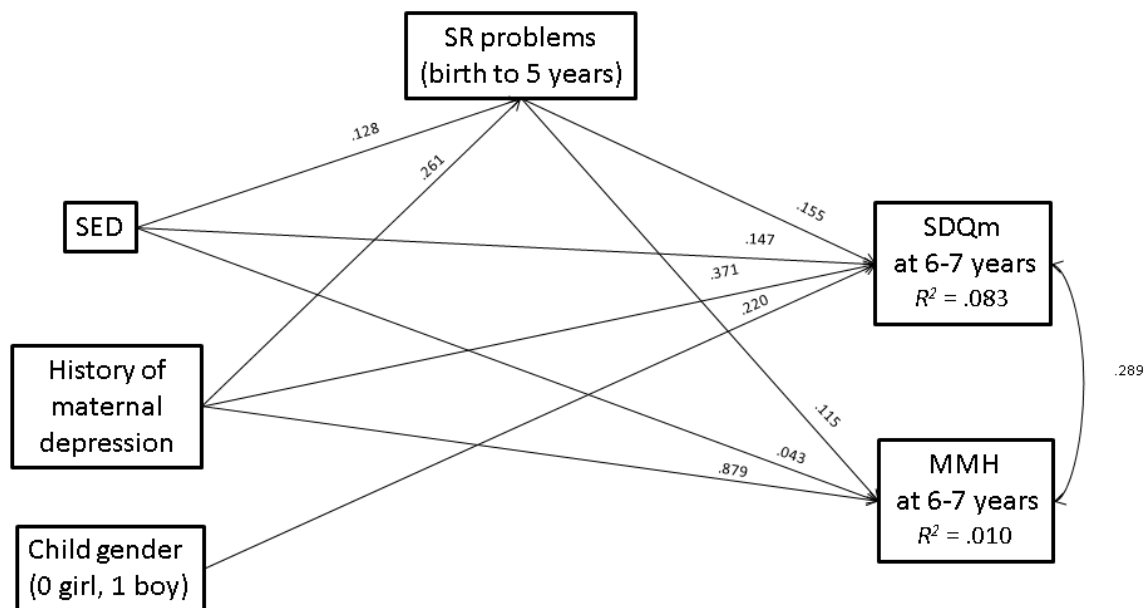 SR problems
(birth to 5 years)
.128
.261
SED
.155
.147
SDQm
at 6-7 years
R² = .083
.371
.220
History of
maternal
depression
.289
.115
.043
.879
MMH
at 6-7 years
R² = .010
Child gender
(0 girl, 1 boy)